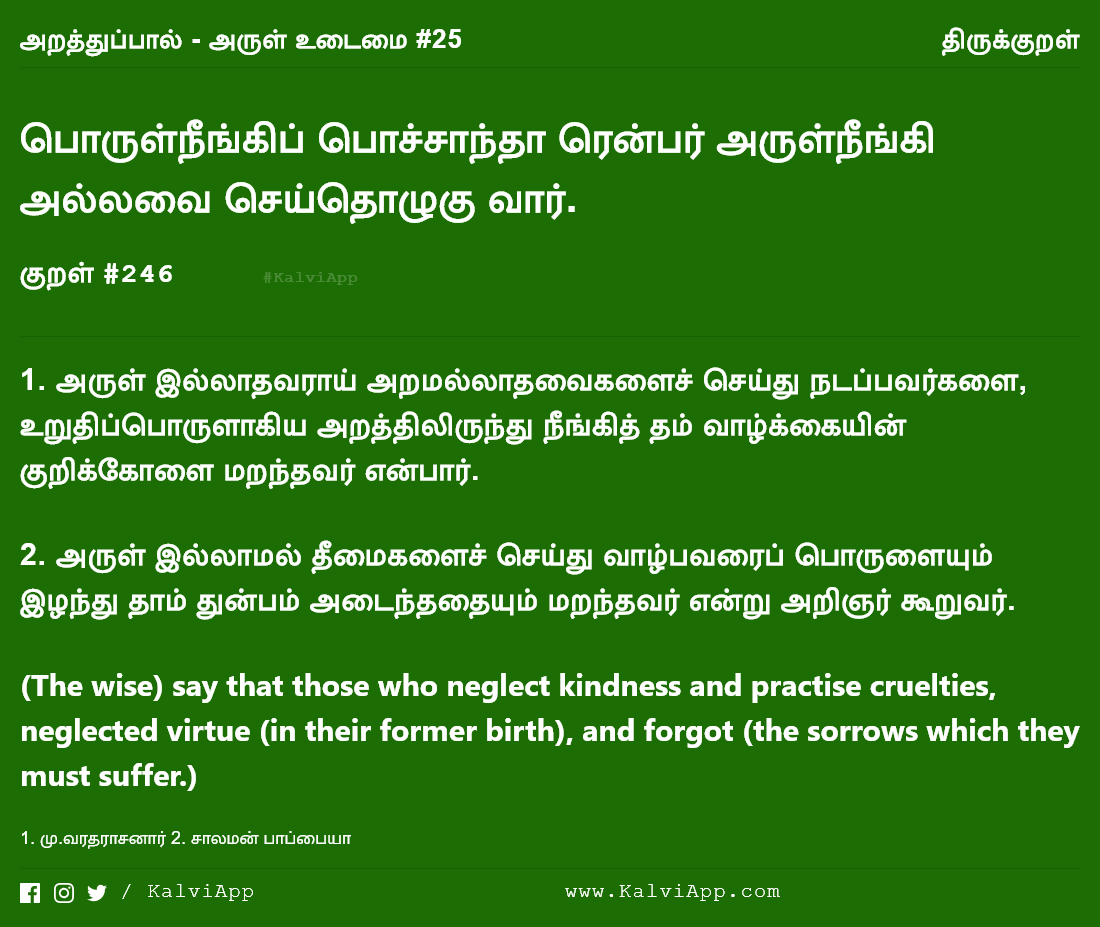 அறத்துப்பால் - அருள் உடைமை #25
திருக்குறள்
பொருள்நீங்கிப் பொச்சாந்தா ரென்பர் அருள்நீங்கி
அல்லவை செய்தொழுகு வார்.
குறள் #246
#KalviApp
1. அருள் இல்லாதவராய் அறமல்லாதவைகளைச் செய்து நடப்பவர்களை,
உறுதிப்பொருளாகிய அறத்திலிருந்து நீங்கித் தம் வாழ்க்கையின்
குறிக்கோளை மறந்தவர் என்பார்.
2. அருள் இல்லாமல் தீமைகளைச் செய்து வாழ்பவரைப் பொருளையும்
இழந்து தாம் துன்பம் அடைந்ததையும் மறந்தவர் என்று அறிஞர் கூறுவர்.
(The wise) say that those who neglect kindness and practise cruelties,
neglected virtue (in their former birth), and forgot (the sorrows which they
must suffer.)
1. மு.வரதராசனார் 2. சாலமன் பாப்பையா
/ KalviApp
www.KalviApp.com